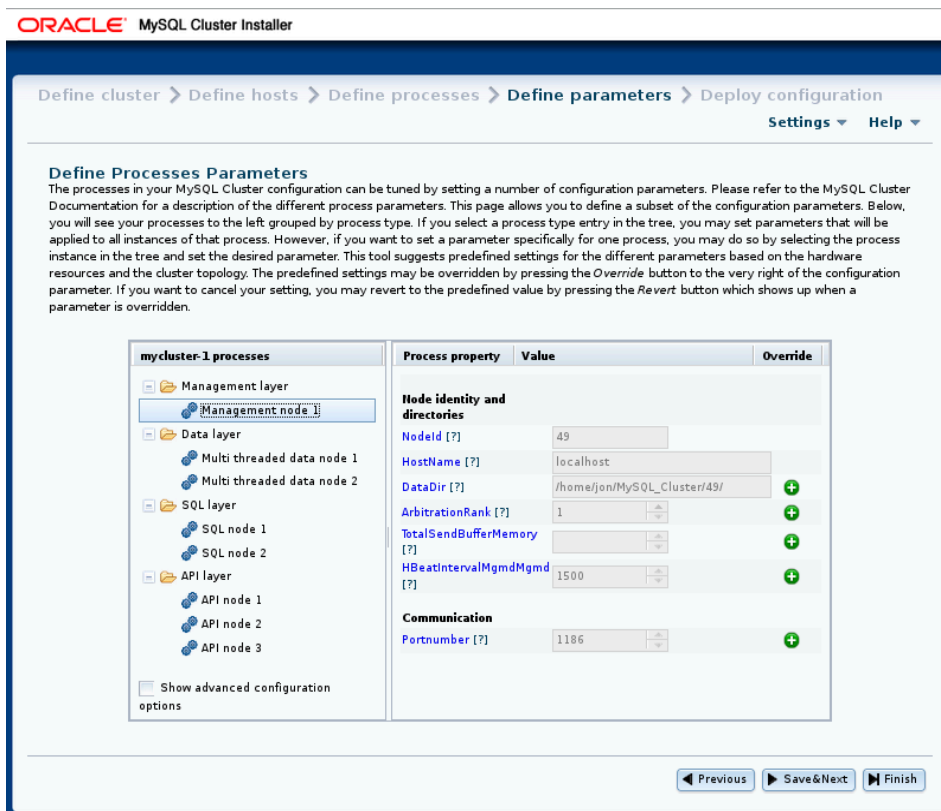 ORACLE® MySQL Cluster Installer
Define cluster > Define hosts > Define processes > Define parameters > Deploy configuration
Settings Help
Define Processes Parameters
The processes in your MySQL Cluster configuration can be tuned by setting a number of configuration parameters. Please refer to the MySQL Cluster
Documentation for a description of the different process parameters. This page allows you to define a subset of the configuration parameters. Below,
you will see your processes to the left grouped by process type. If you select a process type entry in the tree, you may set parameters that will be
applied to all instances of that process. However, if you want to set a parameter specifically for one process, you may do so by selecting the process
instance in the tree and set the desired parameter. This tool suggests predefined settings for the different parameters based on the hardware
resources and the cluster topology. The predefined settings may be overridden by pressing the Override button to the very right of the configuration
parameter. If you want to cancel your setting, you may revert to the predefined value by pressing the Revert button which shows up when a
parameter is overridden.
mycluster-1 processes
Management layer
Management node 1
Data layer
Multi threaded data node 1
Multi threaded data node 2
SQL layer
SQL node 1
SQL node 2
API layer
API node 1
API node 2
API node 3
Show advanced configuration
options
Process property Value Override
Node identity and
directories
NodeId [?] 49
HostName [?] localhost
DataDir [?] /home/jon/MySQL_Cluster/49/
ArbitrationRank [?] 1
TotalSendBufferMemory
[?]
HBeatIntervalMgmdMgmd
[?] 1500
Communication
Portnumber [?] 1186
Previous Save&Next Finish